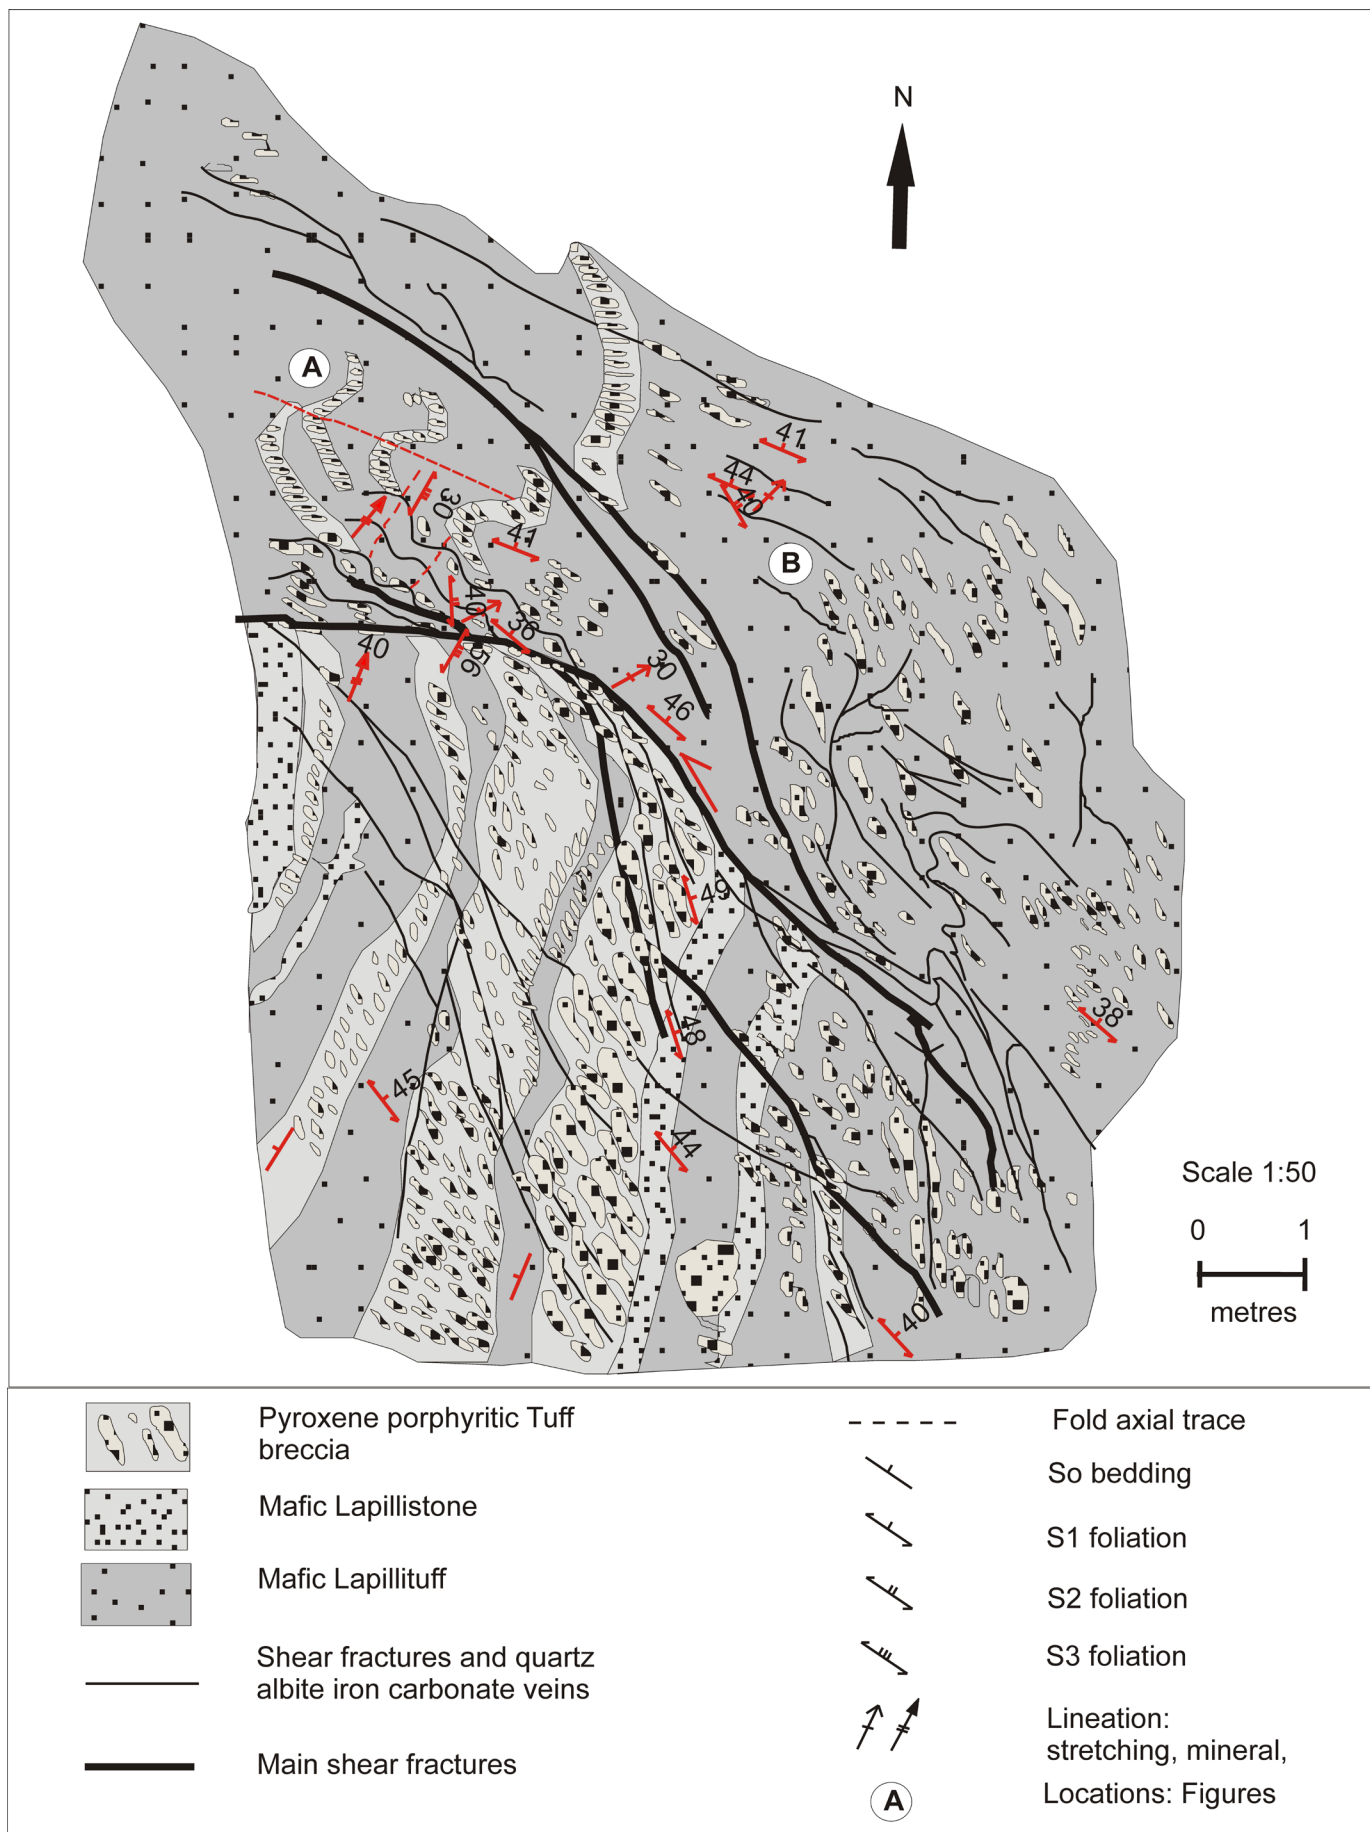 N
A
41
44
40
30
41
B
40
36
40
56
30
46
49
38
48
45
44
Scale 1:50
0 1
metres
40
Pyroxene porphyritic Tuff
breccia
Mafic Lapillistone
Mafic Lapillituff
Shear fractures and quartz
albite iron carbonate veins
Main shear fractures
Fold axial trace
So bedding
S1 foliation
S2 foliation
S3 foliation
Lineation:
stretching, mineral,
A
Locations: Figures